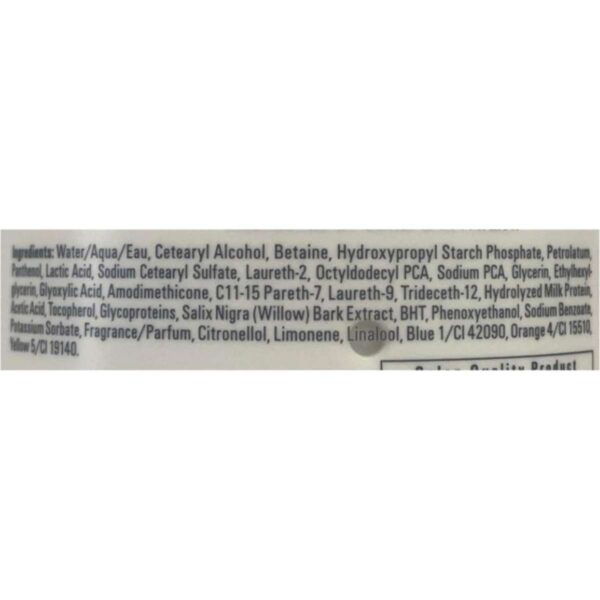 Ingredients: Water/Aqua/Eau, Cetearyl Alcohol, Betaine, Hydroxypropyl Starch Phosphate, Petrolatum,
Panthenol, Lactic Acid, Sodium Cetearyl Sulfate, Laureth-2, Octyldodecyl PCA, Sodium PCA, Glycerin, Ethylhexyl-
glycerin, Glyoxylic Acid, Amodimethicone, C11-15 Pareth-7, Laureth-9, Trideceth-12, Hydrolyzed Milk Protein,
Acetic Acid, Tocopherol, Glycoproteins, Salix Nigra (Willow) Bark Extract, BHT, Phenoxyethanol, Sodium Benzoate,
Potassium Sorbate, Fragrance/Parfum, Citronellol, Limonene, Linalool, Blue 1/CI 42090, Orange 4/CI 15510,
Yellow 5/CI 19140.
Quality Product